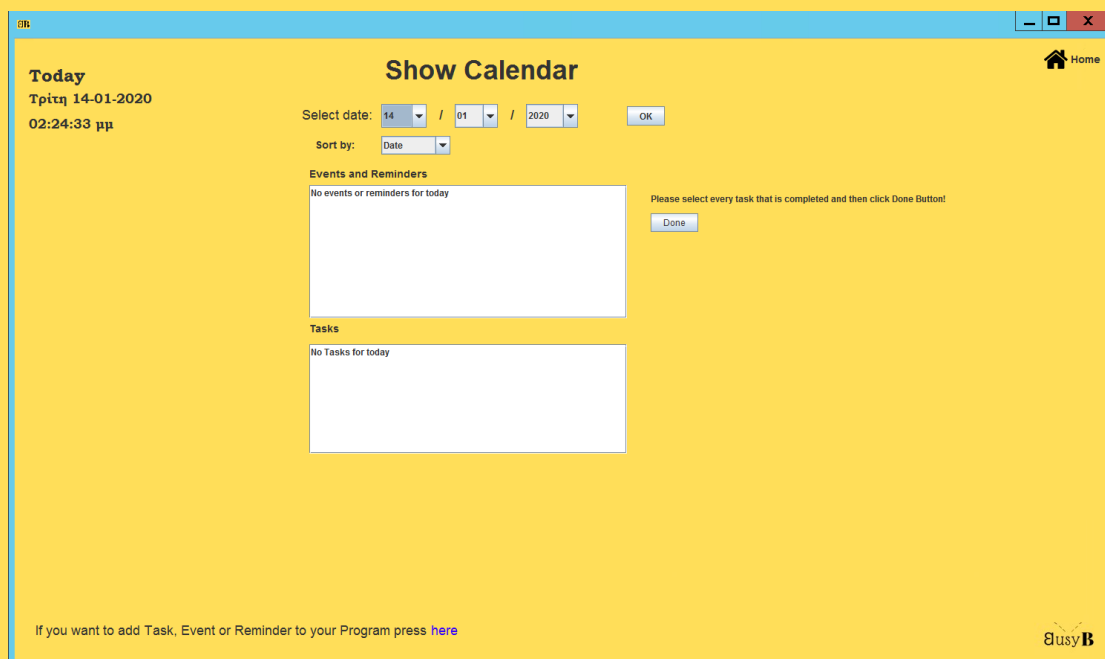 BB
Home
Today
Τρίτη 14-01-2020
02:24:33 μμ
Show Calendar
Select date: 14 / 01 / 2020 OK
Sort by: Date
Events and Reminders
No events or reminders for today
Please select every task that is completed and then click Done Button!
Done
Tasks
No Tasks for today
If you want to add Task, Event or Reminder to your Program press here
BusyB